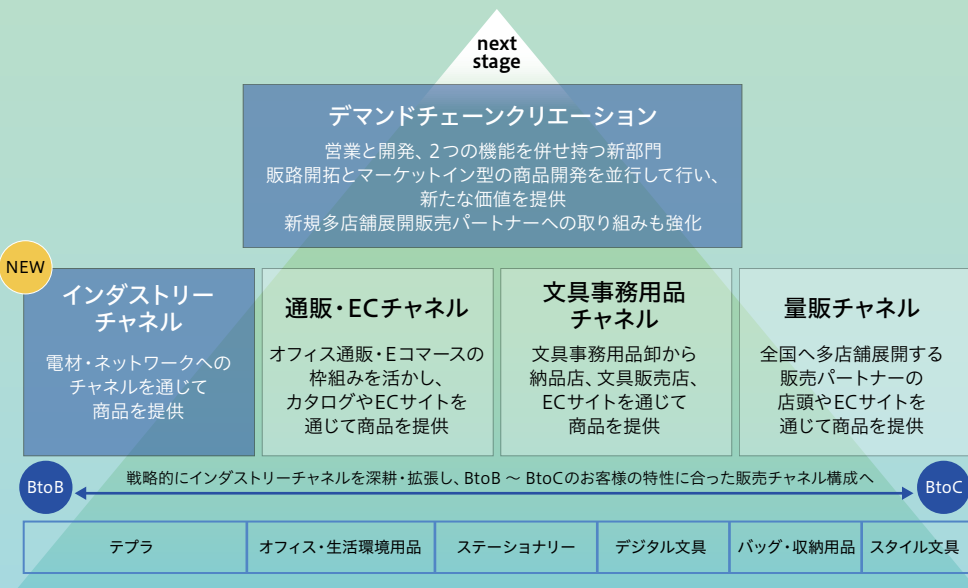 next
stage
デマンドチェーンクリエーション
営業と開発、2つの機能を併せ持つ新部門
販路開拓とマーケットイン型の商品開発を並行して行い、
新たな価値を提供
新規多店舗展開販売パートナーへの取り組みも強化
NEW
インダストリー
チャネル
電材・ネットワークへの
チャネルを通じて
商品を提供
通販・ECチャネル
オフィス通販・Eコマースの
枠組みを活かし、
カタログやECサイトを
通じて商品を提供
文具事務用品
チャネル
文具事務用品卸から
納品店、文具販売店、
ECサイトを通じて
商品を提供
量販チャネル
全国へ多店舗展開する
販売パートナーの
店頭やECサイトを
通じて商品を提供
BtoB
戦略的にインダストリーチャネルを深耕・拡張し、BtoB ～ BtoCのお客様の特性に合った販売チャネル構成へ
BtoC
テプラ
オフィス・生活環境用品
ステーショナリー
デジタル文具
バッグ・収納用品
スタイル文具